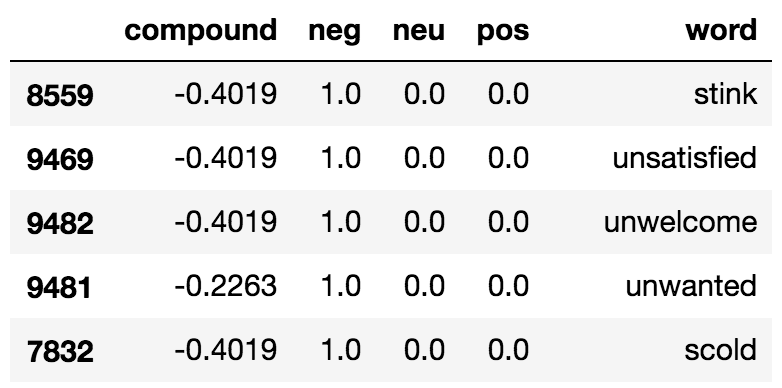 compound neg neu pos word
8559 -0.4019 1.0 0.0 0.0 stink
9469 -0.4019 1.0 0.0 0.0 unsatisfied
9482 -0.4019 1.0 0.0 0.0 unwelcome
9481 -0.2263 1.0 0.0 0.0 unwanted
7832 -0.4019 1.0 0.0 0.0 scold